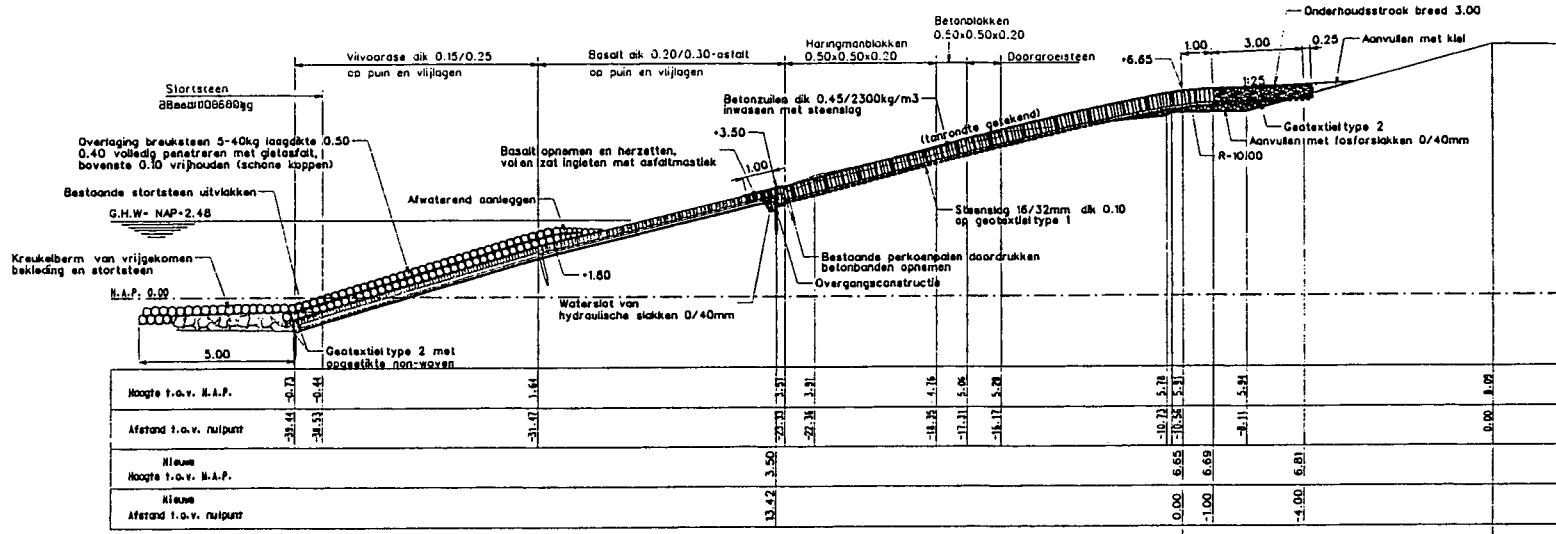 Onderhoudsstrook breed 3.00
Betonblokken
0.50x0.50x0.20
Vilvoorse dik 0.15/0.25
op puin en vlijlagen
Basalt dik 0.20/0.30-asfalt
op puin en vlijlagen
Haringmanblokken
0.50x0.50x0.20
Doorgroeisteen
1.00
3.00
0.25
Aanvullen met klei
+6.65
1:25
Stortsteen
Betonzuilen dik 0.45/2300kg/m3
inwassen met steenslag
(tonrondte getekend)
Overlaging breuksteen 5-40kg laagdikte 0.50
0.40 volledig penetreren met gietasfalt,
bovenste 0.10 vrijhouden (schone koppen)
+3.50
Basalt opnemen en herzetten,
vol en zat ingieten met asfaltmastiek
1.00
Geotextiel type 2
Aanvullen met fosforslakken 0/40mm
R=10.00
Bestaande stortsteen uitvlakken
Afwaterend aanleggen
G.H.W= NAP+2.48
Steenslag 16/32mm dik 0.10
op geotextiel type 1
Kreukelberm van vrijgekomen
bekleding en stortsteen
+1.80
Bestaande perkoenpalen doordrukken
betonbanden opnemen
Overgangsconstructie
N.A.P. 0.00
Waterslot van
hydraulische slakken 0/40mm
5.00
Geotextiel type 2 met
opgestikte non-woven
Hoogte t.o.v. N.A.P. -0.73 -0.44 1.64 3.51 3.91 4.76 5.06 5.28 5.78 5.91 5.94 8.09
Afstand t.o.v. nulpunt -39.44 -38.53 -31.47 -23.33 -22.36 -18.35 -17.31 -16.17 -10.73 -10.56 -8.11 0.00
Nieuwe
Hoogte t.o.v. N.A.P. 3.50 6.65 6.69 6.81
Nieuwe
Afstand t.o.v. nulpunt 13.42 0.00 -1.00 -4.00